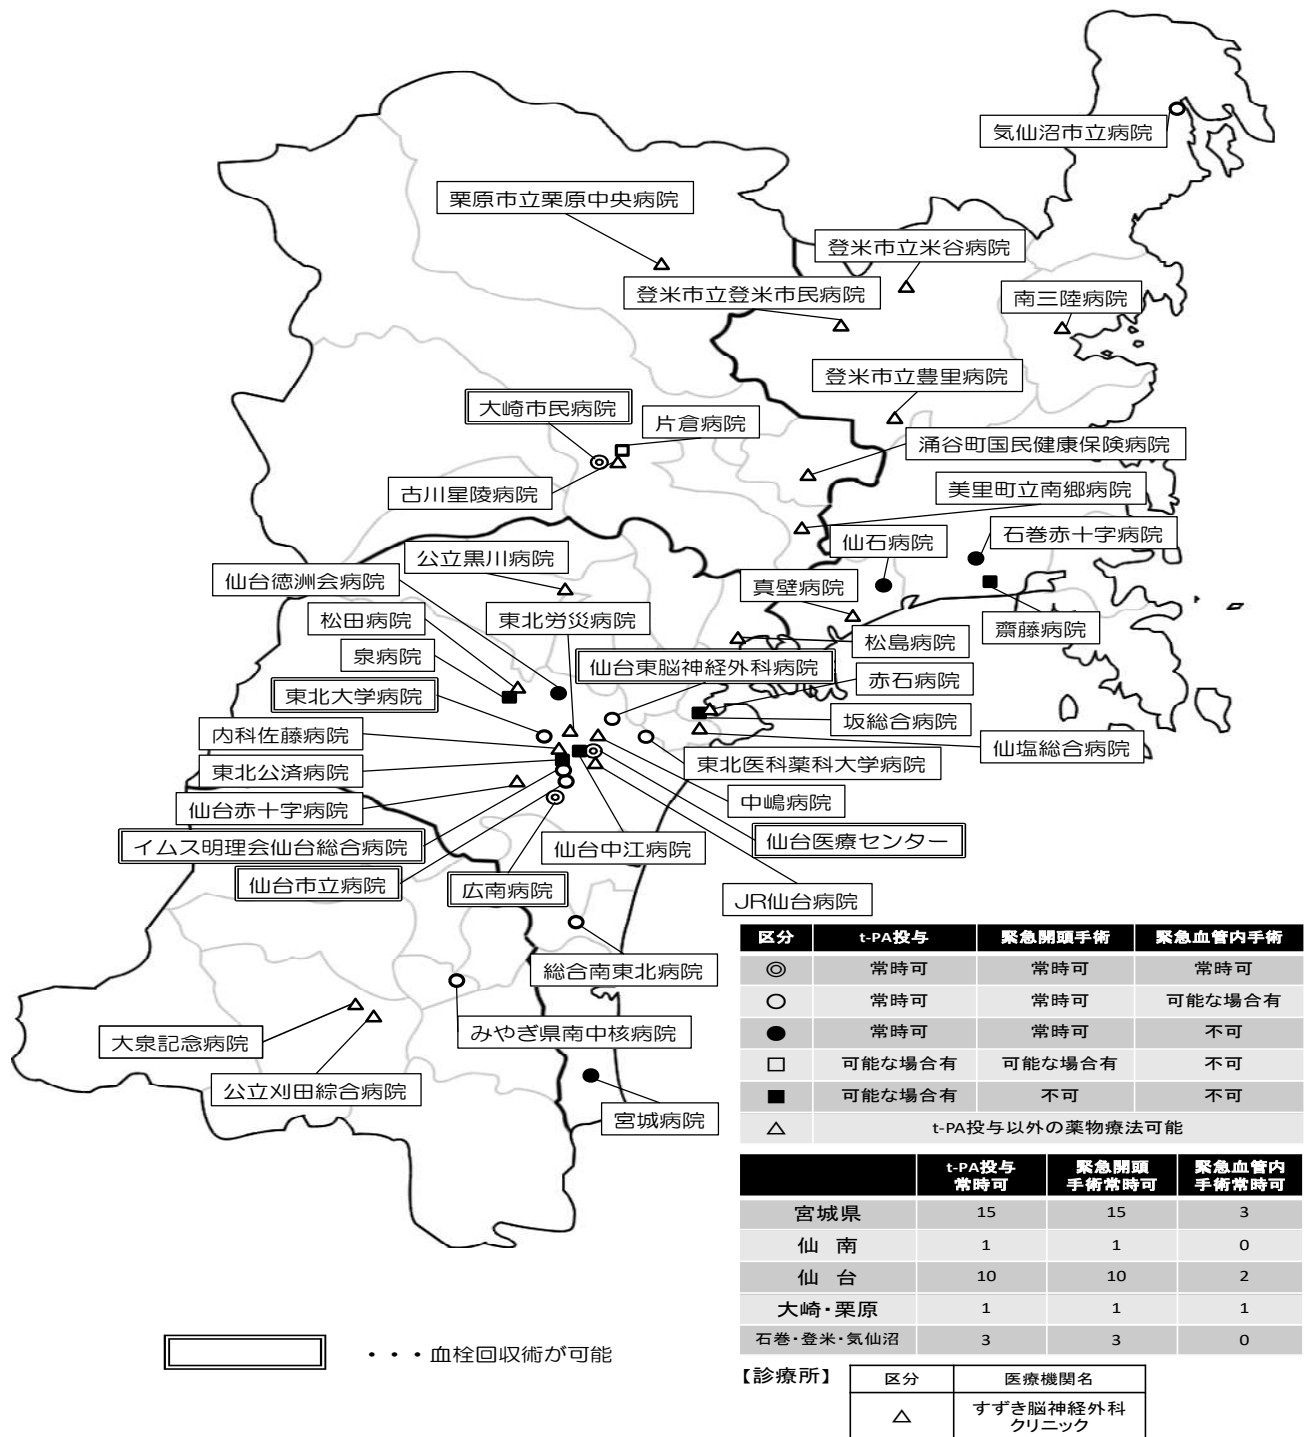 気仙沼市立病院
栗原市立栗原中央病院
登米市立米谷病院
登米市立登米市民病院
南三陸病院
登米市立豊里病院
大崎市民病院
片倉病院
涌谷町国民健康保険病院
古川星陵病院
美里町立南郷病院
仙石病院
石巻赤十字病院
公立黒川病院
仙台徳洲会病院
真壁病院
松田病院
東北労災病院
齋藤病院
松島病院
泉病院
仙台東脳神経外科病院
赤石病院
東北大学病院
坂総合病院
内科佐藤病院
仙塩総合病院
東北公済病院
東北医科薬科大学病院
仙台赤十字病院
中嶋病院
イムス明理会仙台総合病院
仙台中江病院
仙台医療センター
仙台市立病院
広南病院
JR仙台病院
総合南東北病院
みやぎ県南中核病院
大泉記念病院
公立刈田綜合病院
宮城病院
区分 t-PA投与 緊急開頭手術 緊急血管内手術
◎ 常時可 常時可 常時可
○ 常時可 常時可 可能な場合有
● 常時可 常時可 不可
□ 可能な場合有 可能な場合有 不可
■ 可能な場合有 不可 不可
△ t-PA投与以外の薬物療法可能
t-PA投与 緊急開頭 緊急血管内
常時可 手術常時可 手術常時可
宮城県 15 15 3
仙 南 1 1 0
仙 台 10 10 2
大崎・栗原 1 1 1
石巻・登米・気仙沼 3 3 0
・・・血栓回収術が可能
【診療所】 区分 医療機関名
△ すずき脳神経外科
クリニック